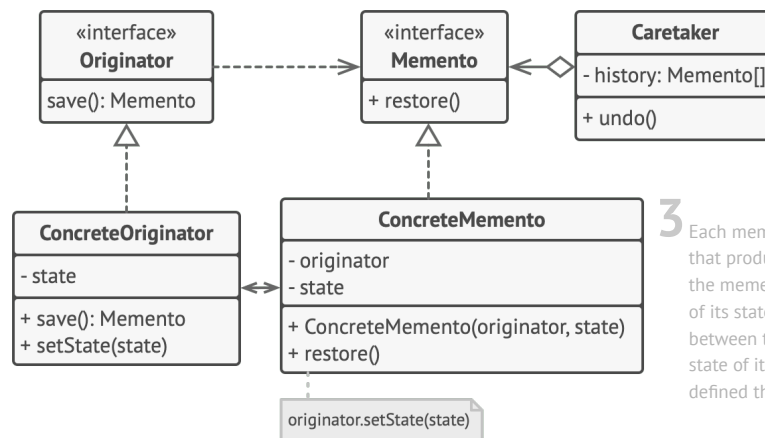 «interface»
Originator
save(): Memento
«interface»
Memento
+ restore()
Caretaker
- history: Memento[]
+ undo()
ConcreteOriginator
- state
+ save(): Memento
+ setState(state)
ConcreteMemento
- originator
- state
+ ConcreteMemento(originator, state)
+ restore()
originator.setState(state)
3
Each mem
that produ
the meme
of its stat
between t
state of it
defined th